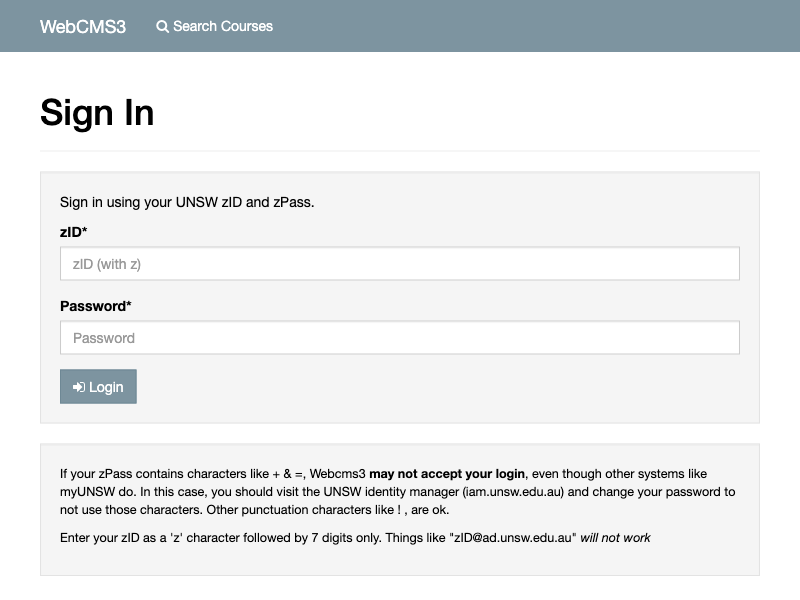 WebCMS3
Search Courses
Sign In
Sign in using your UNSW zID and zPass.
zID*
zID (with z)
Password*
Password
Login
If your zPass contains characters like + & =, Webcms3 may not accept your login, even though other systems like
myUNSW do. In this case, you should visit the UNSW identity manager (iam.unsw.edu.au) and change your password to
not use those characters. Other punctuation characters like ! , are ok.
Enter your zID as a 'z' character followed by 7 digits only. Things like "zID@ad.unsw.edu.au" will not work